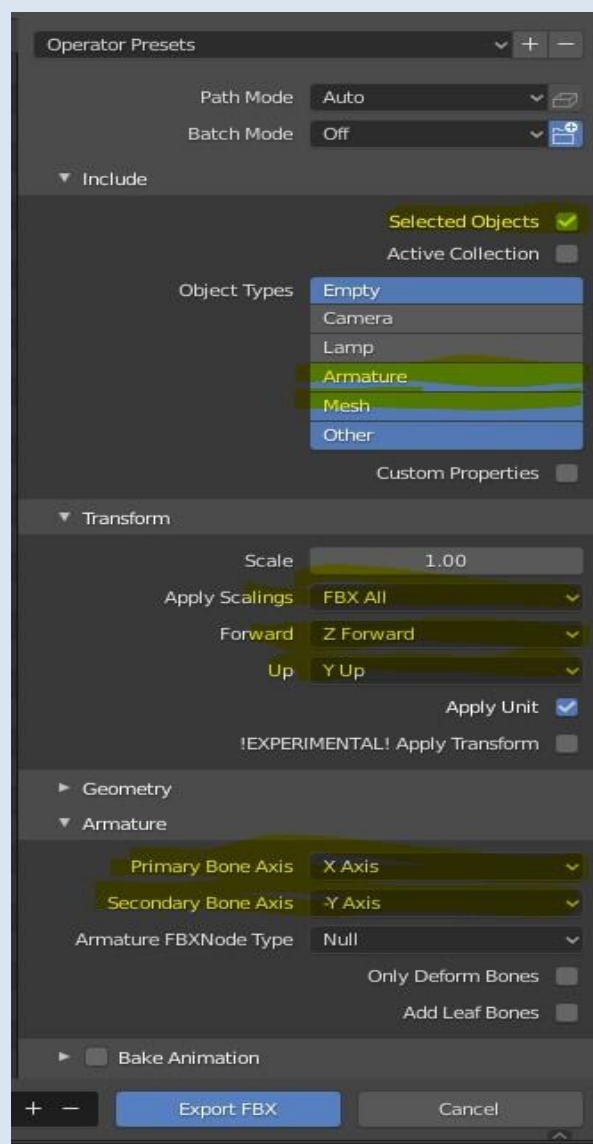 Operator Presets
Path Mode Auto
Batch Mode Off
Include
Selected Objects
Active Collection
Object Types Empty
Camera
Lamp
Armature
Mesh
Other
Custom Properties
Transform
Scale 1.00
Apply Scalings FBX All
Forward Z Forward
Up Y Up
Apply Unit
!EXPERIMENTAL! Apply Transform
Geometry
Armature
Primary Bone Axis X Axis
Secondary Bone Axis -Y Axis
Armature FBXNode Type Null
Only Deform Bones
Add Leaf Bones
Bake Animation
Export FBX Cancel